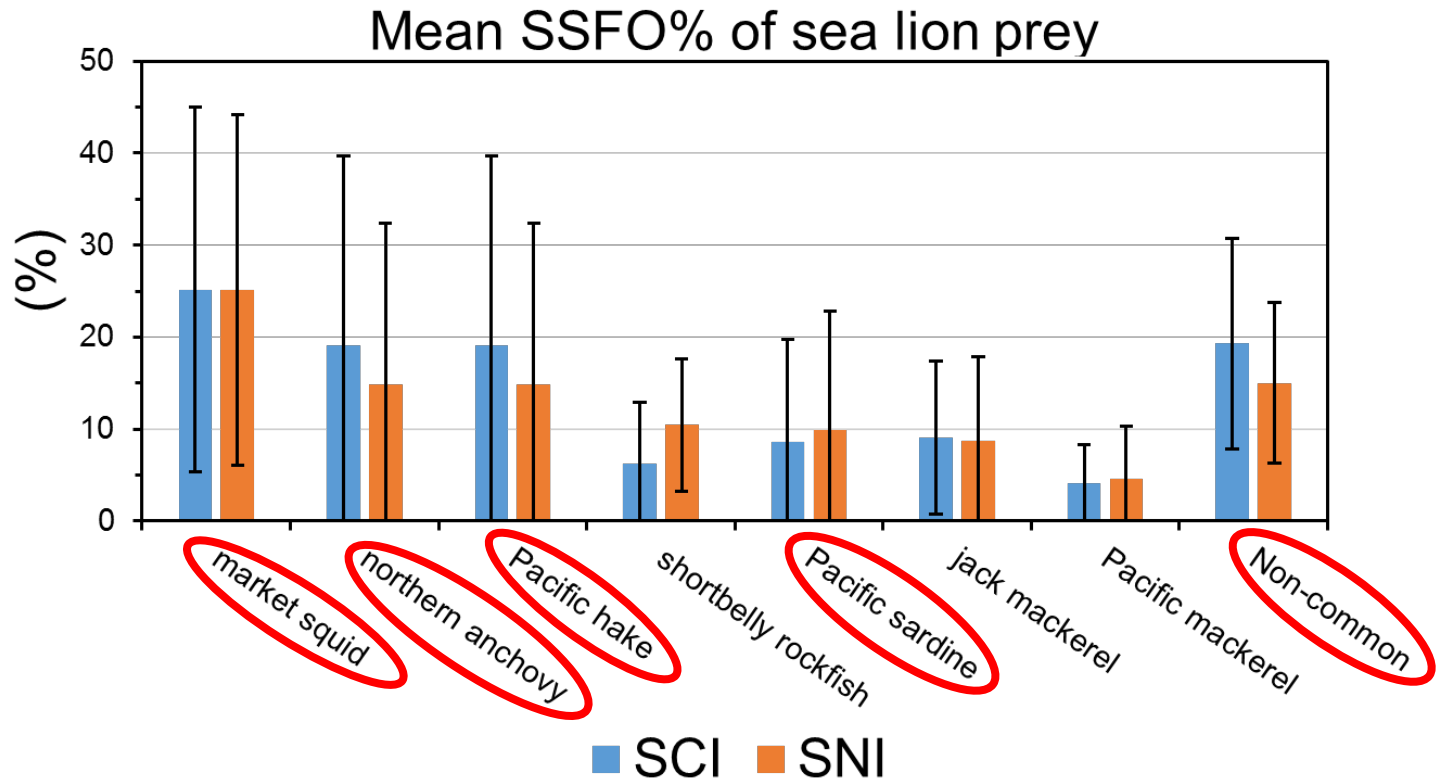 Mean SSFO% of sea lion prey
(%)
50
40
30
20
10
0
market squid
northern anchovy
Pacific hake
shortbelly rockfish
Pacific sardine
jack mackerel
Pacific mackerel
Non-common
SCI SNI